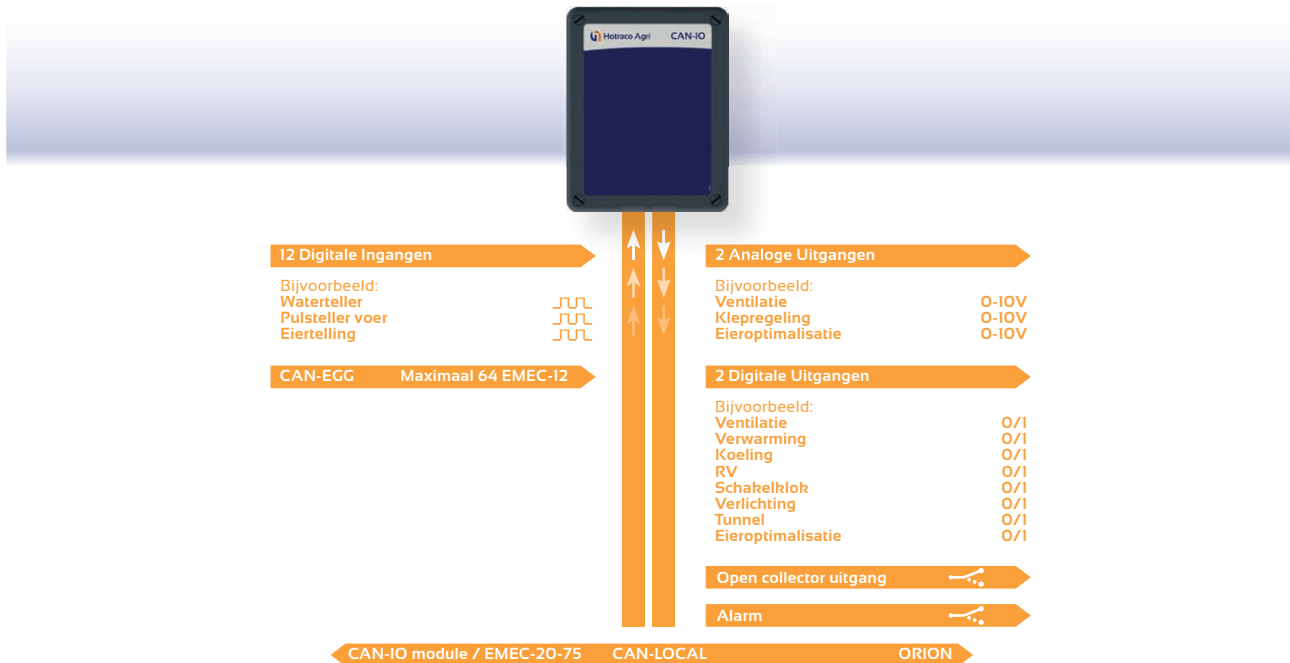 Hotraco Agri CAN-IO
12 Digitale Ingangen
Bijvoorbeeld:
Waterteller
Pulsteller voer
Eiertelling
CAN-EGG Maximaal 64 EMEC-12
2 Analoge Uitgangen
Bijvoorbeeld:
Ventilatie 0-10V
Klepregeling 0-10V
Eieroptimalisatie 0-10V
2 Digitale Uitgangen
Bijvoorbeeld:
Ventilatie 0/1
Verwarming 0/1
Koeling 0/1
RV 0/1
Schakelklok 0/1
Verlichting 0/1
Tunnel 0/1
Eieroptimalisatie 0/1
Open collector uitgang
Alarm
CAN-IO module / EMEC-20-75 CAN-LOCAL ORION